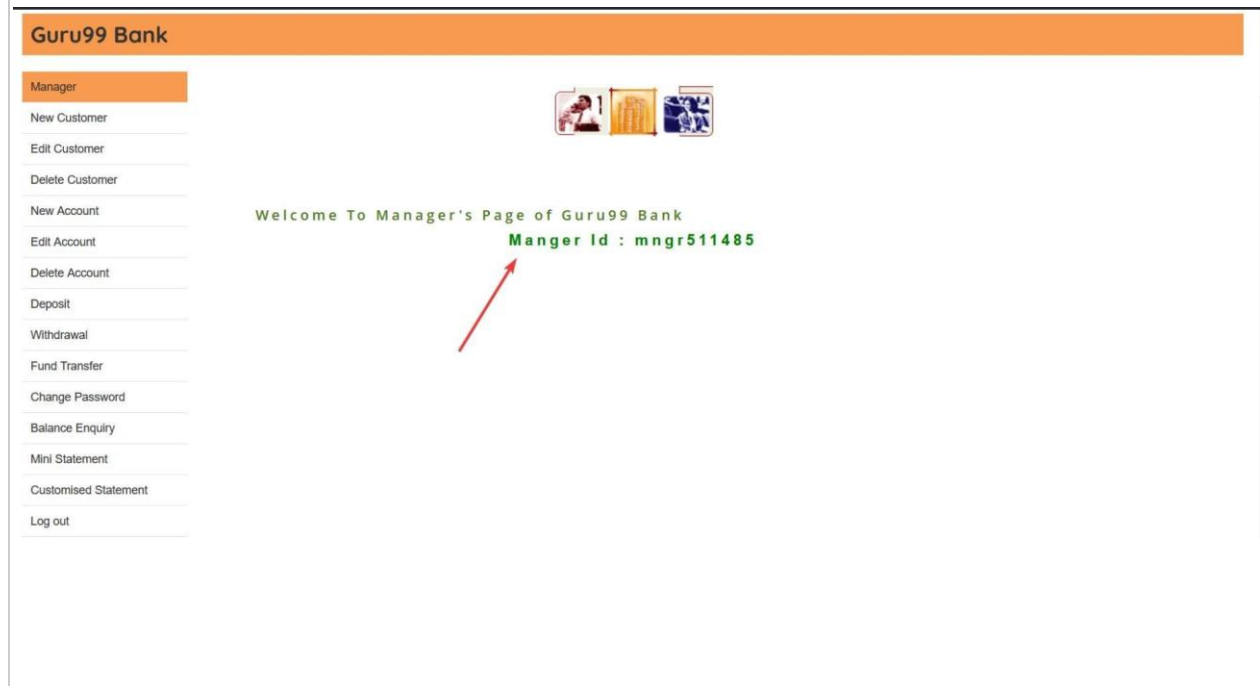 Guru99 Bank
Manager
New Customer
Edit Customer
Delete Customer
New Account
Edit Account
Delete Account
Deposit
Withdrawal
Fund Transfer
Change Password
Balance Enquiry
Mini Statement
Customised Statement
Log out
Welcome To Manager's Page of Guru99 Bank
Manger Id : mngr511485